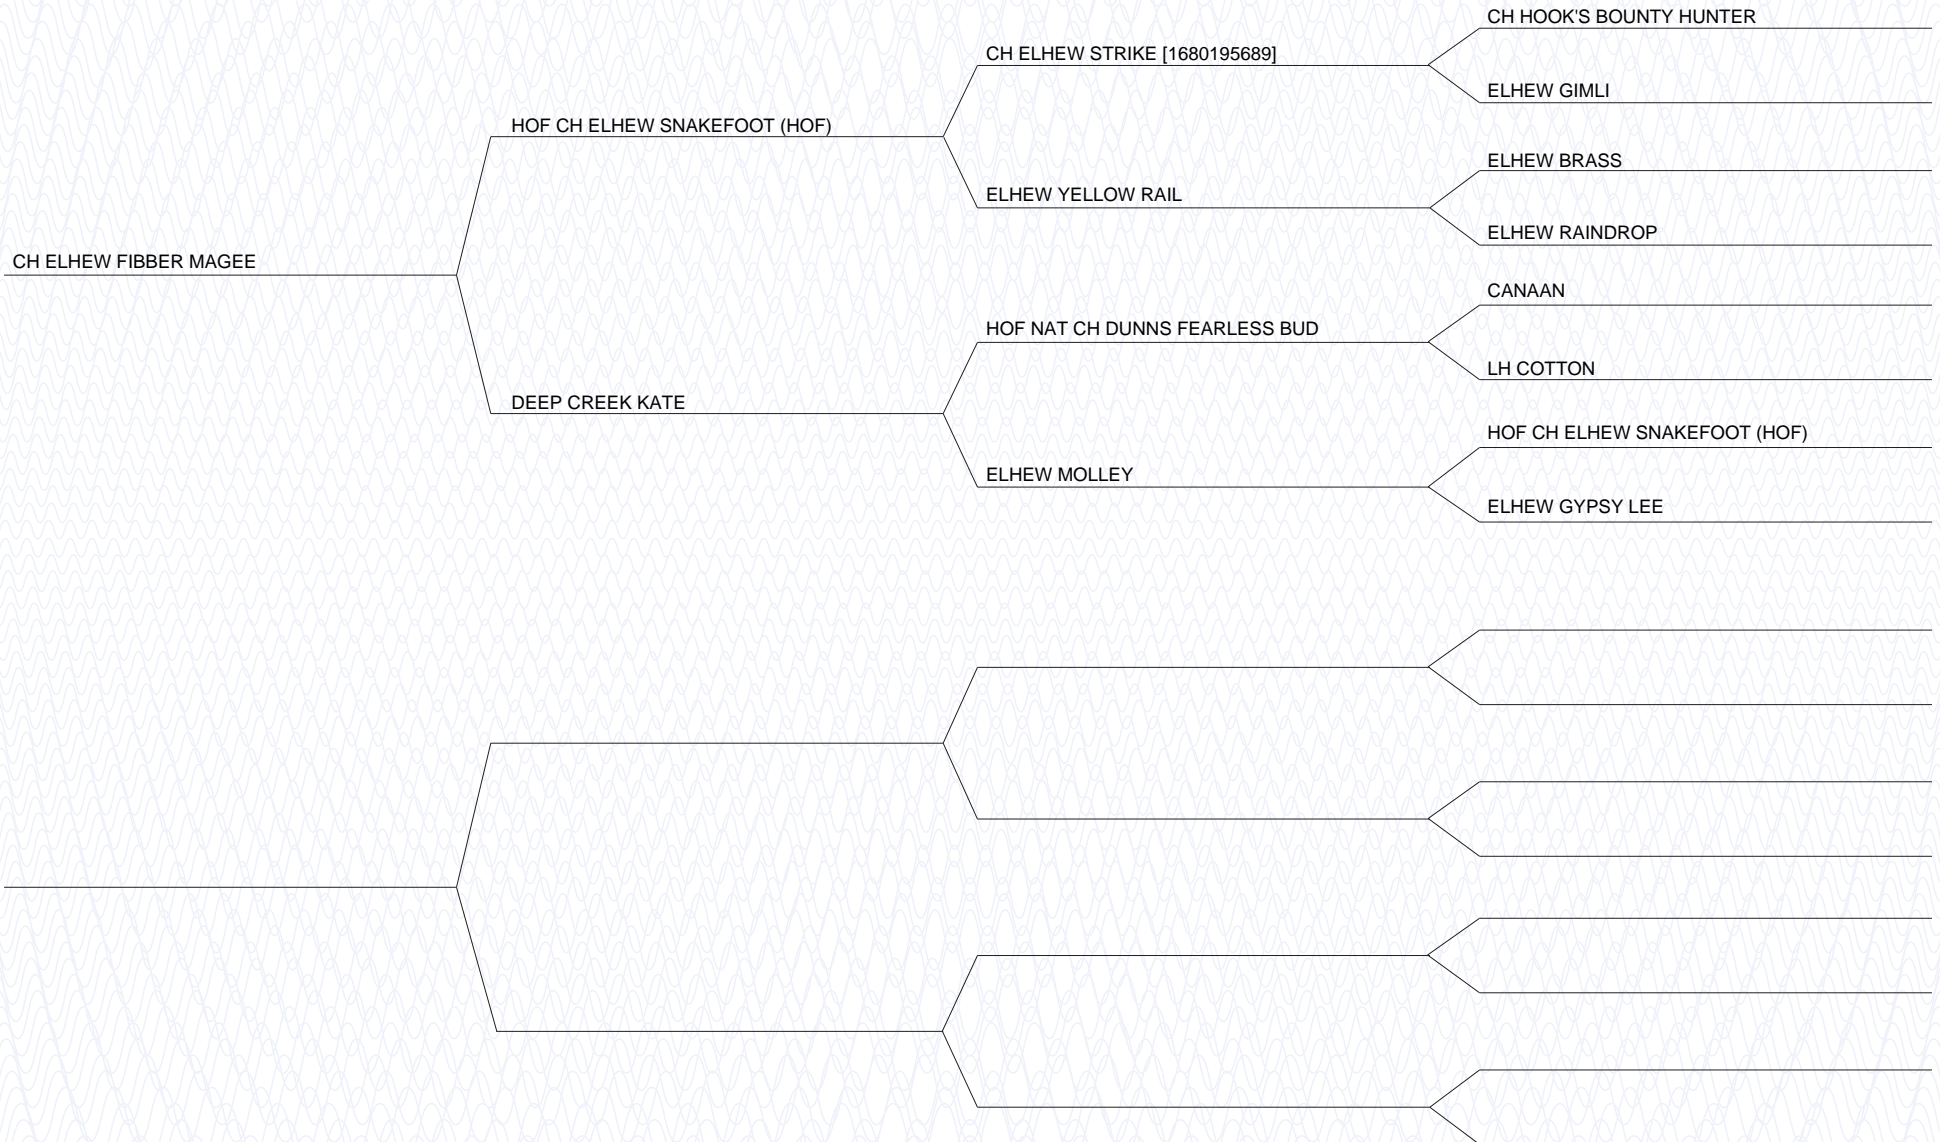 CH HOOK'S BOUNTY HUNTER
CH ELHEW STRIKE [1680195689]
ELHEW GIMLI
HOF CH ELHEW SNAKEFOOT (HOF)
ELHEW BRASS
ELHEW YELLOW RAIL
ELHEW RAINDROP
CH ELHEW FIBBER MAGEE
CANAAN
HOF NAT CH DUNNS FEARLESS BUD
LH COTTON
DEEP CREEK KATE
HOF CH ELHEW SNAKEFOOT (HOF)
ELHEW MOLLEY
ELHEW GYPSY LEE